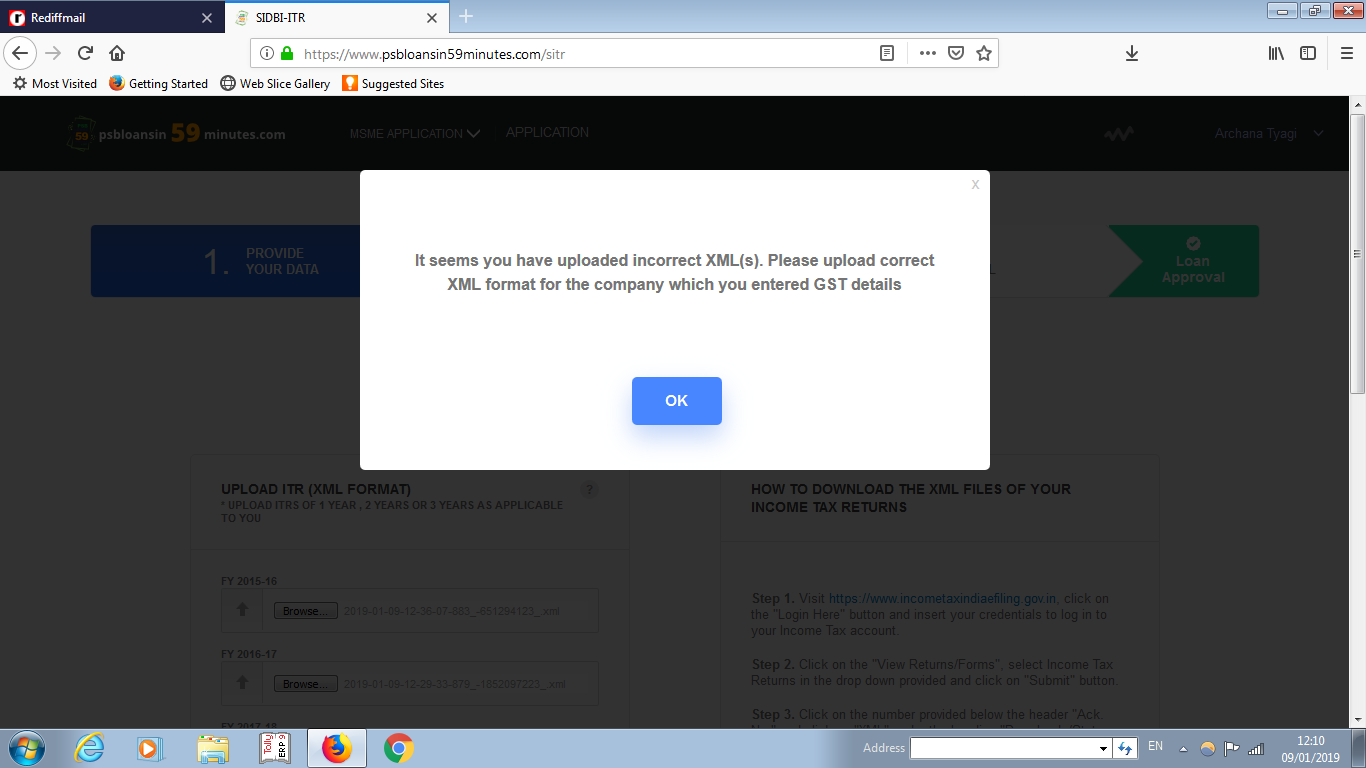 Rediffmail
SIDBI-ITR
https://www.psbloansin59minutes.com/sitr
Most Visited
Getting Started
Web Slice Gallery
Suggested Sites
psbloansin 59 minutes.com
MSME APPLICATION
APPLICATION
Archana Tyagi
x
1.
PROVIDE
YOUR DATA
Loan
Approval
It seems you have uploaded incorrect XML(s). Please upload correct
XML format for the company which you entered GST details
OK
UPLOAD ITR (XML FORMAT)
?
* UPLOAD ITRS OF 1 YEAR , 2 YEARS OR 3 YEARS AS APPLICABLE
TO YOU
FY 2015-16
Browse... 2019-01-09-12-36-07-883_-651294123_.xml
FY 2016-17
Browse... 2019-01-09-12-29-33-879_-1852097223_.xml
FY 2017-18
HOW TO DOWNLOAD THE XML FILES OF YOUR
INCOME TAX RETURNS
Step 1. Visit https://www.incometaxindiaefiling.gov.in, click on
the "Login Here" button and insert your credentials to log in to
your Income Tax account.
Step 2. Click on the "View Returns/Forms", select Income Tax
Returns in the drop down provided and click on "Submit" button.
Step 3. Click on the number provided below the header "Ack.
Tally
ERP 9
Address
EN
12:10
09/01/2019